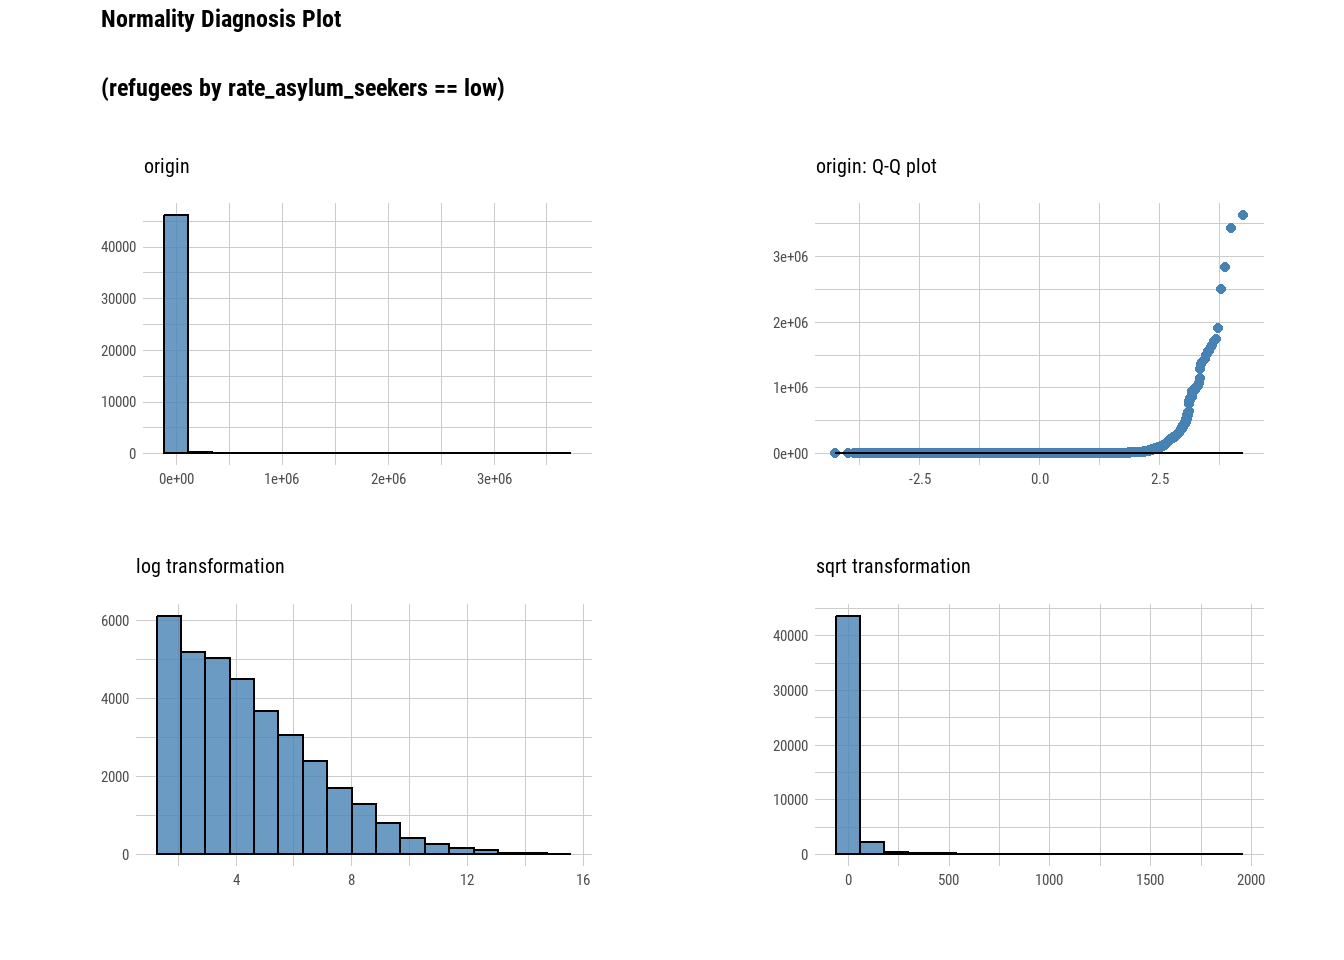 Normality Diagnosis Plot
(refugees by rate_asylum_seekers == low)
origin
40000
30000
20000
10000
0
0e+00 1e+06 2e+06 3e+06
origin: Q-Q plot
3e+06
2e+06
1e+06
0e+00
-2.5 0.0 2.5
log transformation
6000
4000
2000
0
4 8 12 16
sqrt transformation
40000
30000
20000
10000
0
0 500 1000 1500 2000